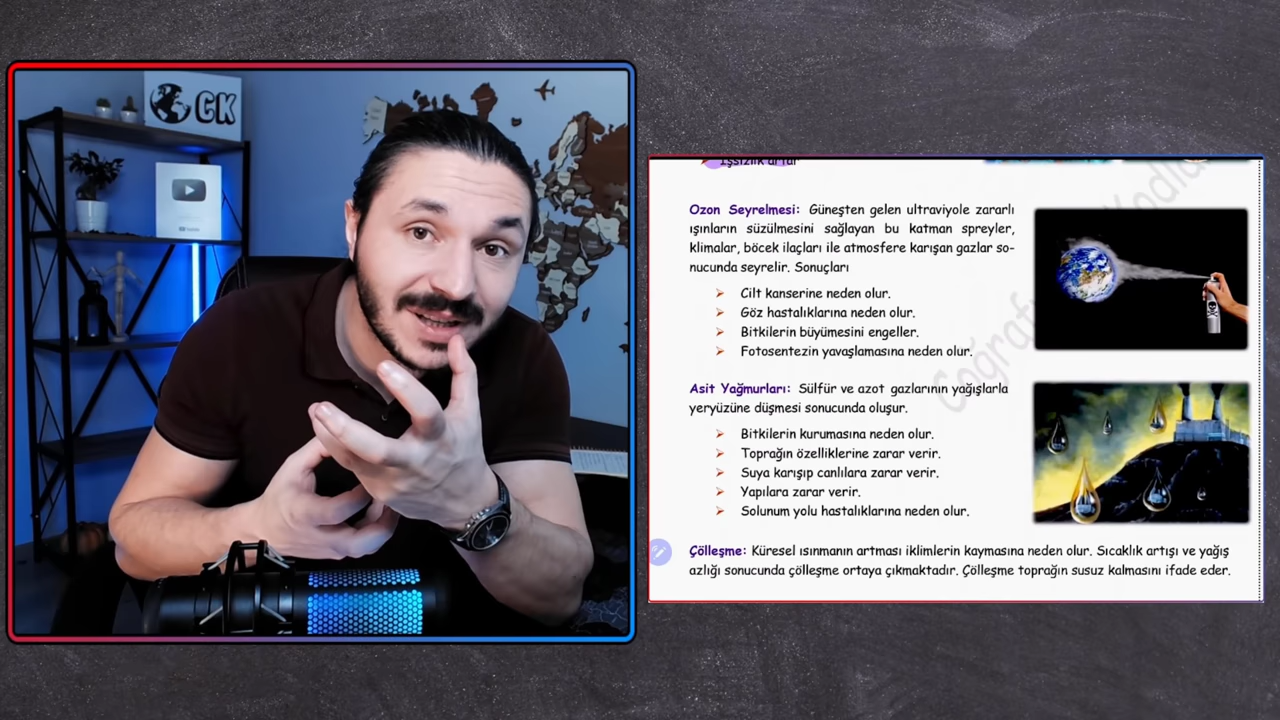 CK
İşsizlik artar
Ozon Seyrelmesi: Güneşten gelen ultraviyole zararlı
ışınların süzülmesini sağlayan bu katman spreyler,
klimalar, böcek ilaçları ile atmosfere karışan gazlar so-
nucunda seyrelir. Sonuçları
➢ Cilt kanserine neden olur.
➢ Göz hastalıklarına neden olur.
➢ Bitkilerin büyümesini engeller.
➢ Fotosentezin yavaşlamasına neden olur.
Asit Yağmurları: Sülfür ve azot gazlarının yağışlarla
yeryüzüne düşmesi sonucunda oluşur.
➢ Bitkilerin kurumasına neden olur.
➢ Toprağın özelliklerine zarar verir.
➢ Suya karışıp canlılara zarar verir.
➢ Yapılara zarar verir.
➢ Solunum yolu hastalıklarına neden olur.
Çölleşme: Küresel ısınmanın artması iklimlerin kaymasına neden olur. Sıcaklık artışı ve yağış
azlığı sonucunda çölleşme ortaya çıkmaktadır. Çölleşme toprağın susuz kalmasını ifade eder.